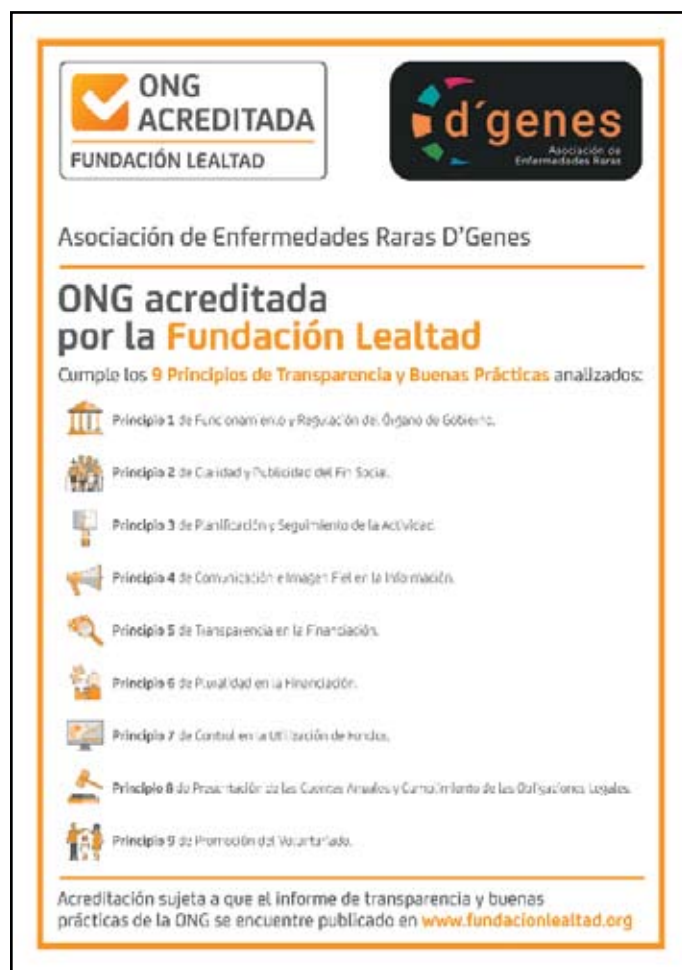 ONG
ACREDITADA
FUNDACIÓN LEALTAD
d´genes
Asociación de
Enfermedades Raras
Asociación de Enfermedades Raras D’Genes
ONG acreditada
por la Fundación Lealtad
Cumple los 9 Principios de Transparencia y Buenas Prácticas analizados:
Principio 1 de Funcionamiento y Regulación del Órgano de Gobierno.
Principio 2 de Claridad y Publicidad del Fin Social.
Principio 3 de Planificación y Seguimiento de la Actividad.
Principio 4 de Comunicación e Imagen Fiel en la Información.
Principio 5 de Transparencia en la Financiación.
Principio 6 de Pluralidad en la Financiación.
Principio 7 de Control en la Utilización de Fondos.
Principio 8 de Presentación de las Cuentas Anuales y Cumplimiento de las Obligaciones Legales.
Principio 9 de Promoción del Voluntariado.
Acreditación sujeta a que el informe de transparencia y buenas
prácticas de la ONG se encuentre publicado en www.fundacionlealtad.org